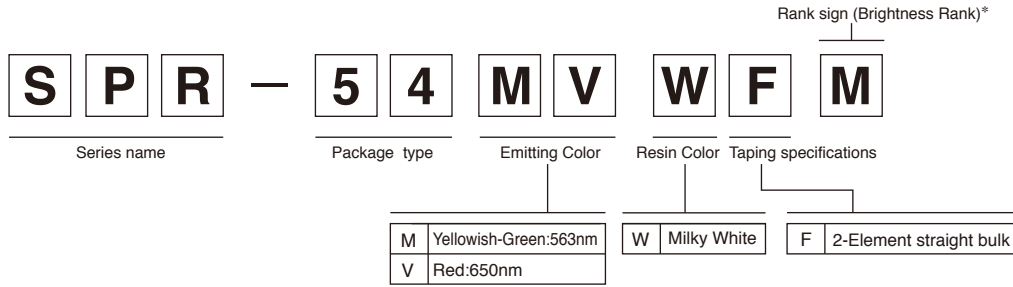 Rank sign (Brightness Rank)*
S P R — 5 4 M V W F M
Series name Package type Emitting Color Resin Color Taping specifications
M Yellowish-Green:563nm W Milky White F 2-Element straight bulk
V Red:650nm